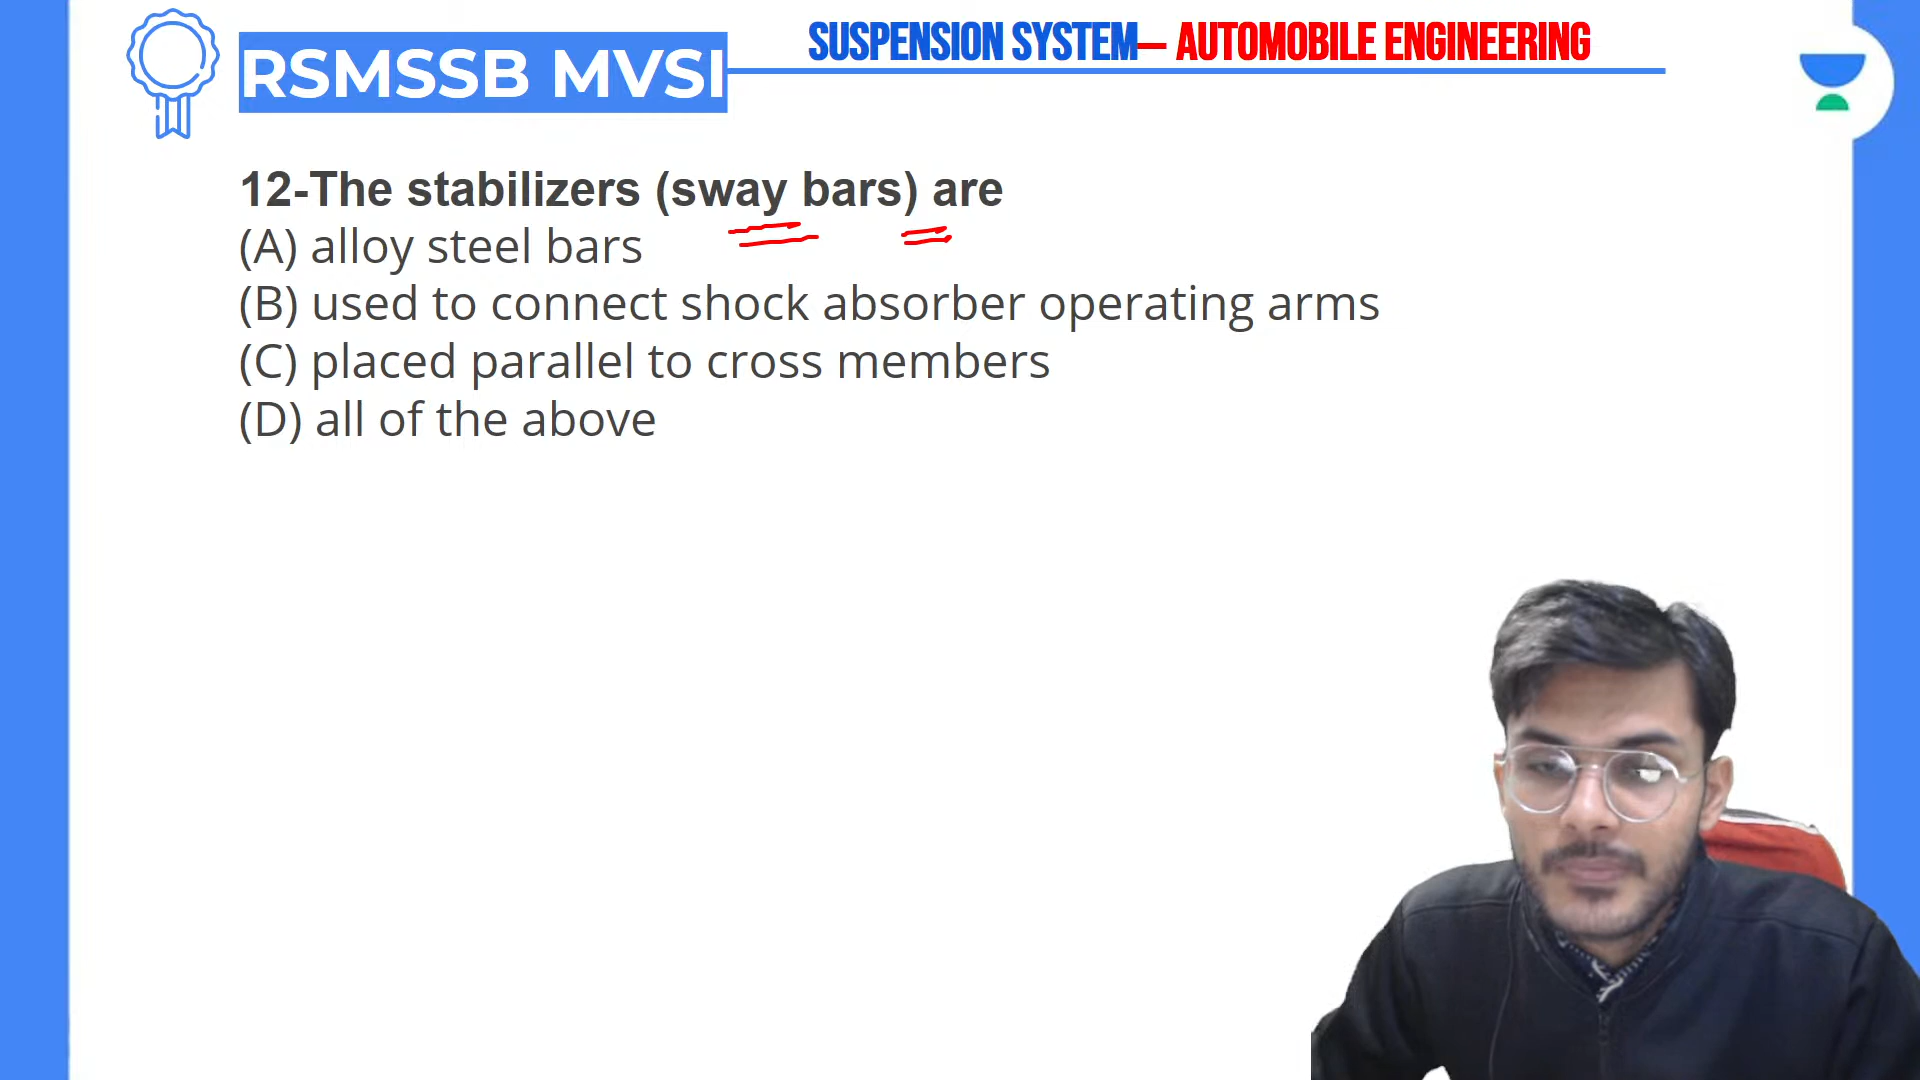 RSMSSB MVSI
SUSPENSION SYSTEM– AUTOMOBILE ENGINEERING
12-The stabilizers (sway bars) are
(A) alloy steel bars
(B) used to connect shock absorber operating arms
(C) placed parallel to cross members
(D) all of the above